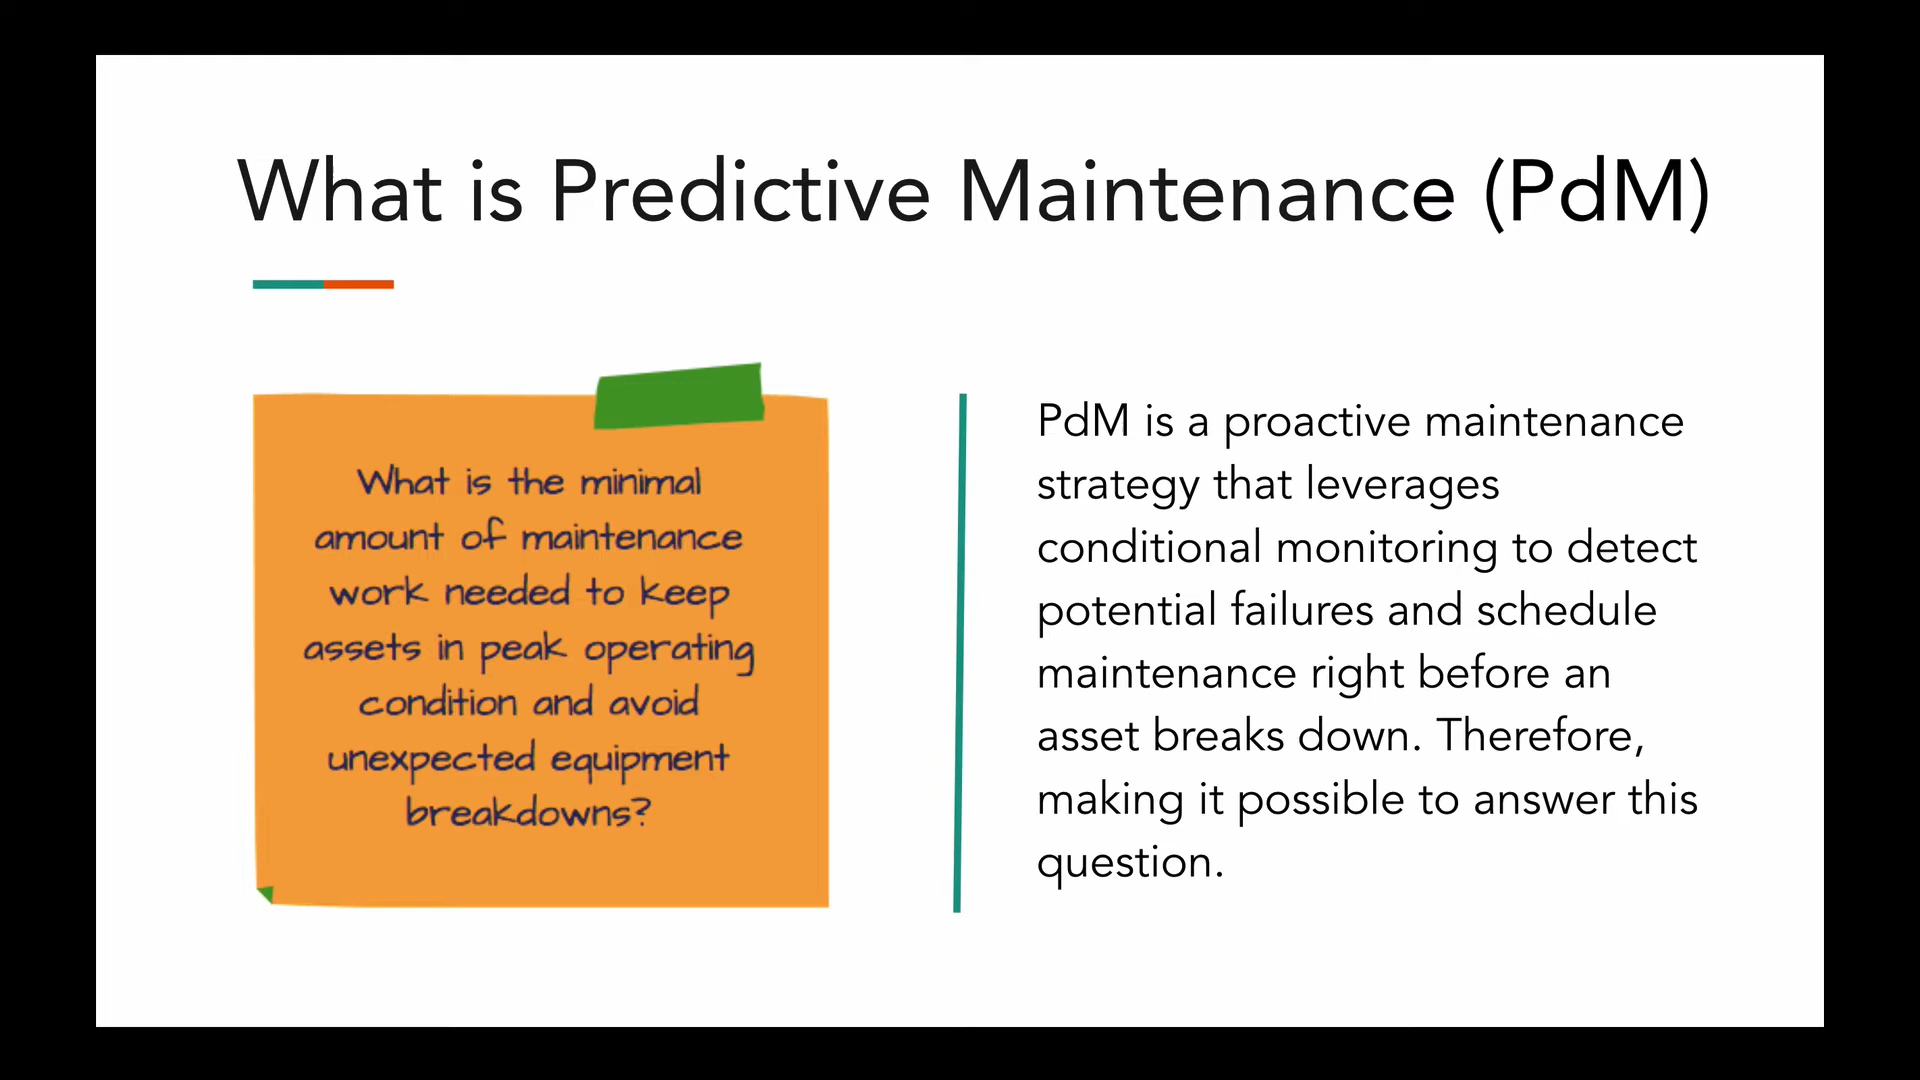 What is Predictive Maintenance (PdM)
What is the minimal
amount of maintenance
work needed to keep
assets in peak operating
condition and avoid
unexpected equipment
breakdowns?
PdM is a proactive maintenance
strategy that leverages
conditional monitoring to detect
potential failures and schedule
maintenance right before an
asset breaks down. Therefore,
making it possible to answer this
question.